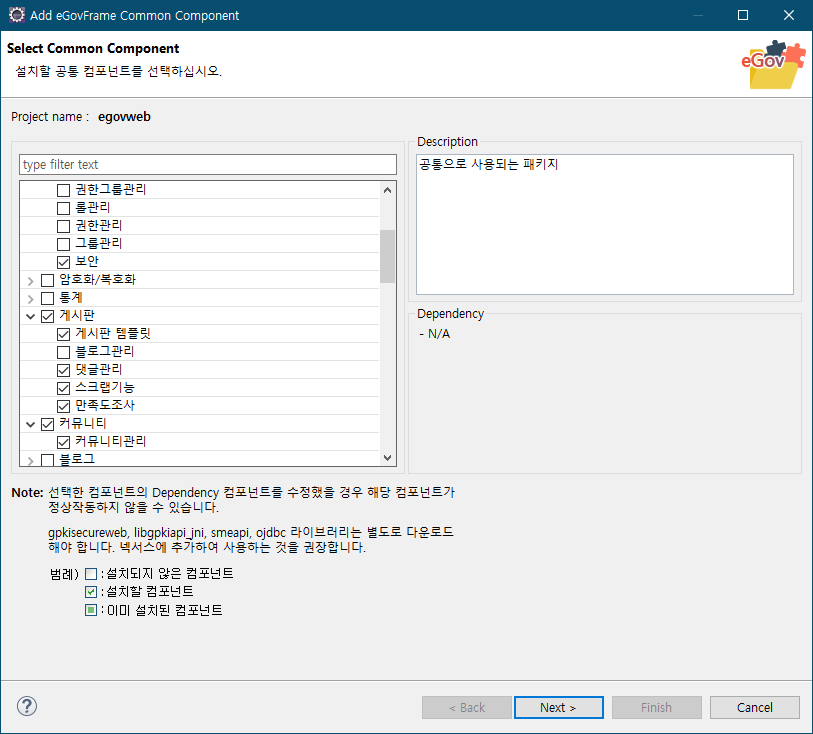 Add eGovFrame Common Component
Select Common Component
설치할 공통 컴포넌트를 선택하십시오.
eGov
Project name : egovweb
type filter text
권한그룹관리
롤관리
권한관리
그룹관리
보안
암호화/복호화
통계
게시판
게시판 템플릿
블로그관리
댓글관리
스크랩기능
만족도조사
커뮤니티
커뮤니티관리
블로그
Description
공통으로 사용되는 패키지
Dependency
- N/A
Note: 선택한 컴포넌트의 Dependency 컴포넌트를 수정했을 경우 해당 컴포넌트가
정상작동하지 않을 수 있습니다.
gpkisecureweb, libgpkiapi_jni, smeapi, ojdbc 라이브러리는 별도로 다운로드
해야 합니다. 넥서스에 추가하여 사용하는 것을 권장합니다.
범례) : 설치되지 않은 컴포넌트
: 설치할 컴포넌트
: 이미 설치된 컴포넌트
?
< Back
Next >
Finish
Cancel